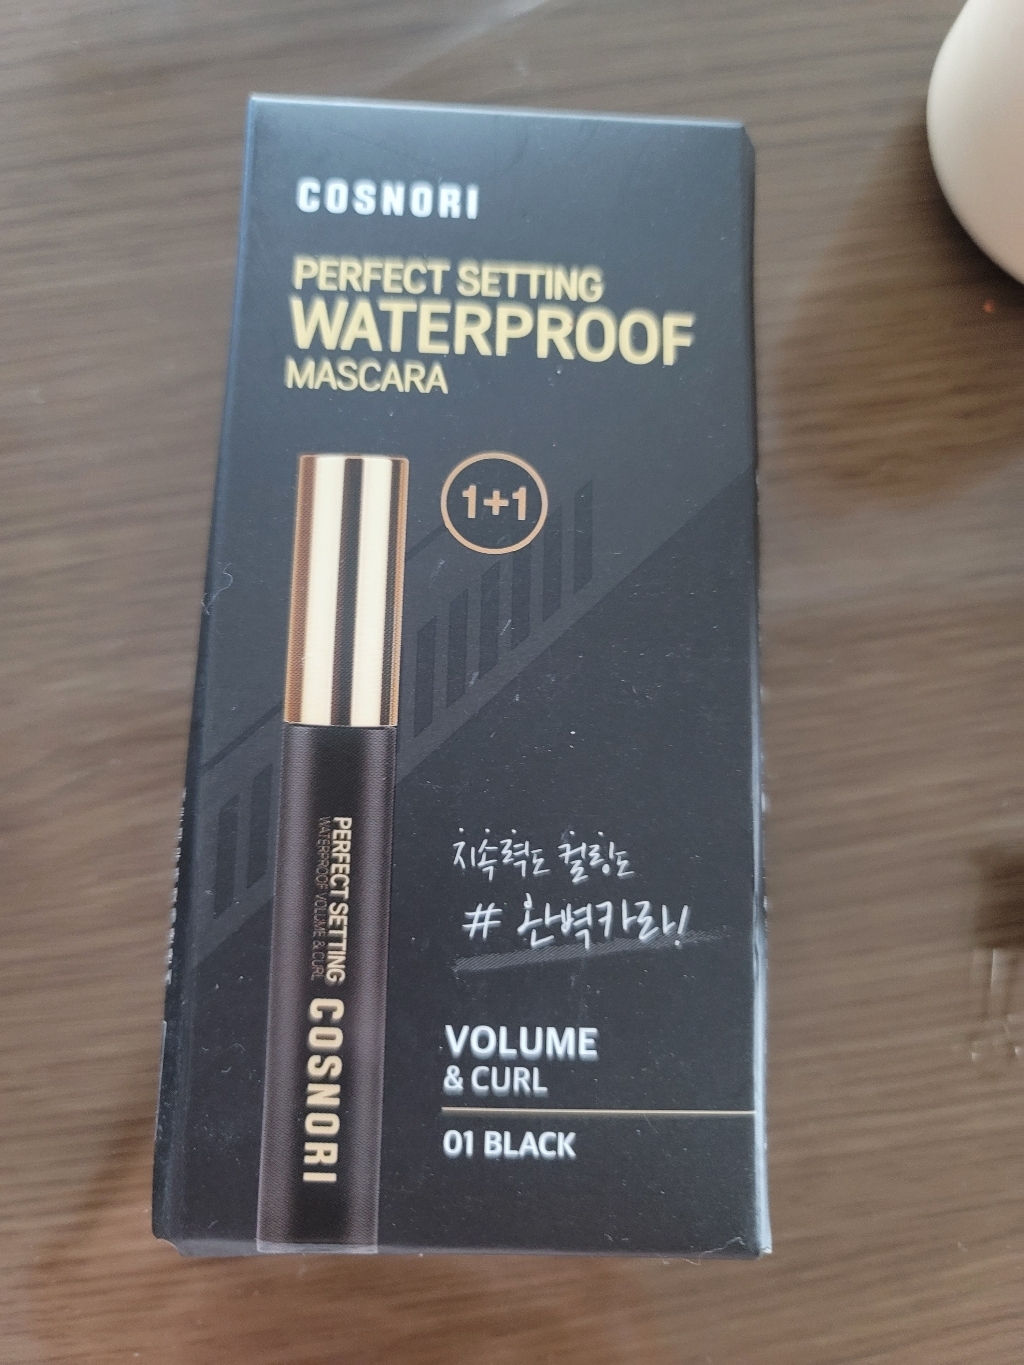 COSNORI
PERFECT SETTING
WATERPROOF
MASCARA
1+1
PERFECT SETTING
WATERPROOF VOLUME & CURL
COSNORI
지속력도 컬링도
# 완벽카라!
VOLUME
& CURL
01 BLACK